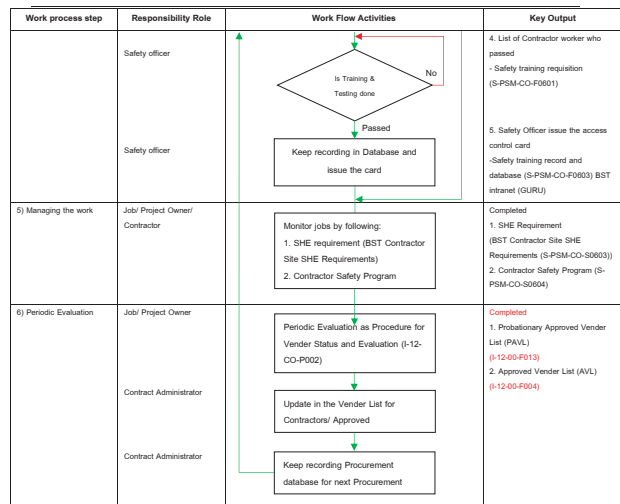 Work process step
Responsibility Role
Work Flow Activities
Key Output
Safety officer
Is Training &
Testing done
No
Passed
4. List of Contractor worker who
passed
- Safety training requisition
(S-PSM-CO-F0601)
Safety officer
Keep recording in Database and
issue the card
5. Safety Officer issue the access
control card
-Safety training record and
database (S-PSM-CO-F0603) BST
intranet (GURU)
5) Managing the work
Job/ Project Owner/
Contractor
Monitor jobs by following:
1. SHE requirement (BST Contractor
Site SHE Requirements)
2. Contractor Safety Program
Completed
1. SHE Requirement
(BST Contractor Site SHE
Requirements (S-PSM-CO-S0603))
2. Contractor Safety Program (S-
PSM-CO-S0604)
6) Periodic Evaluation
Job/ Project Owner
Periodic Evaluation as Procedure for
Vender Status and Evaluation (I-12-
CO-P002)
Completed
1. Probationary Approved Vender
List (PAVL)
(I-12-00-F013)
2. Approved Vender List (AVL)
(I-12-00-F004)
Contract Administrator
Update in the Vender List for
Contractors/ Approved
Contract Administrator
Keep recording Procurement
database for next Procurement